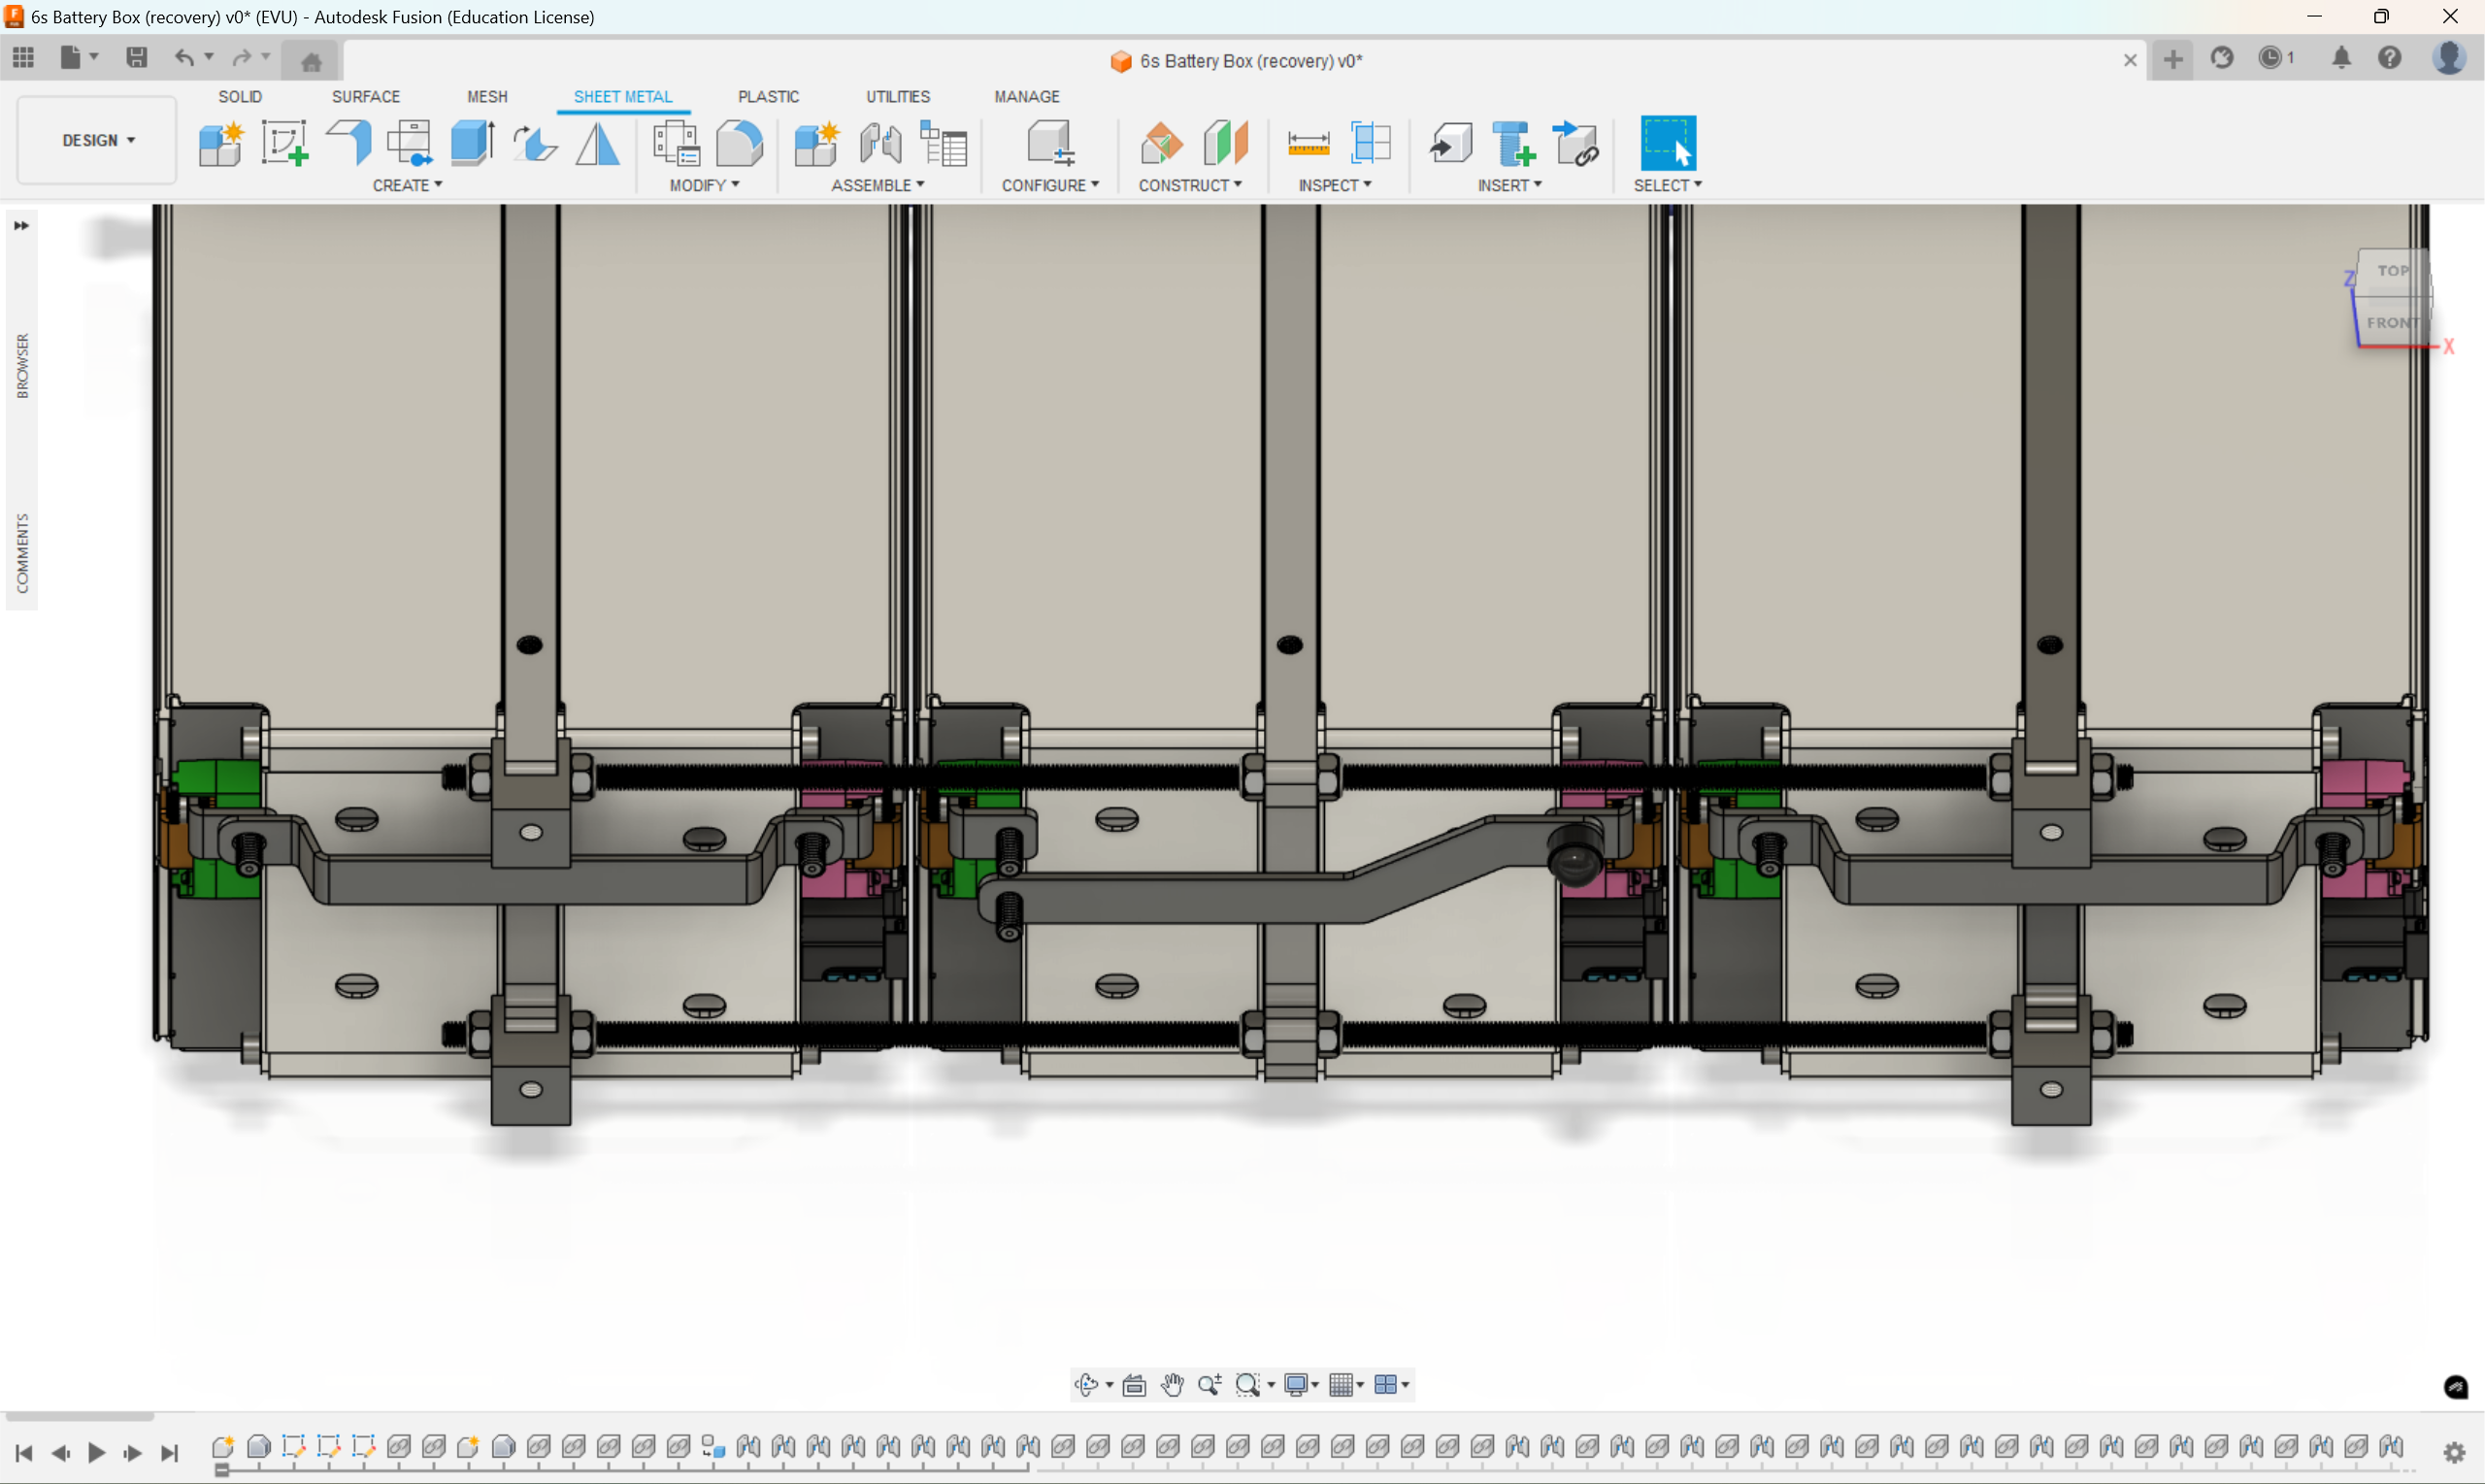 6s Battery Box (recovery) v0* (EVU) - Autodesk Fusion (Education License)
6s Battery Box (recovery) v0*
1
SOLID SURFACE MESH SHEET METAL PLASTIC UTILITIES MANAGE
DESIGN
CREATE MODIFY ASSEMBLE CONFIGURE CONSTRUCT INSPECT INSERT SELECT
BROWSER
COMMENTS
TOP
Z
FRONT
X